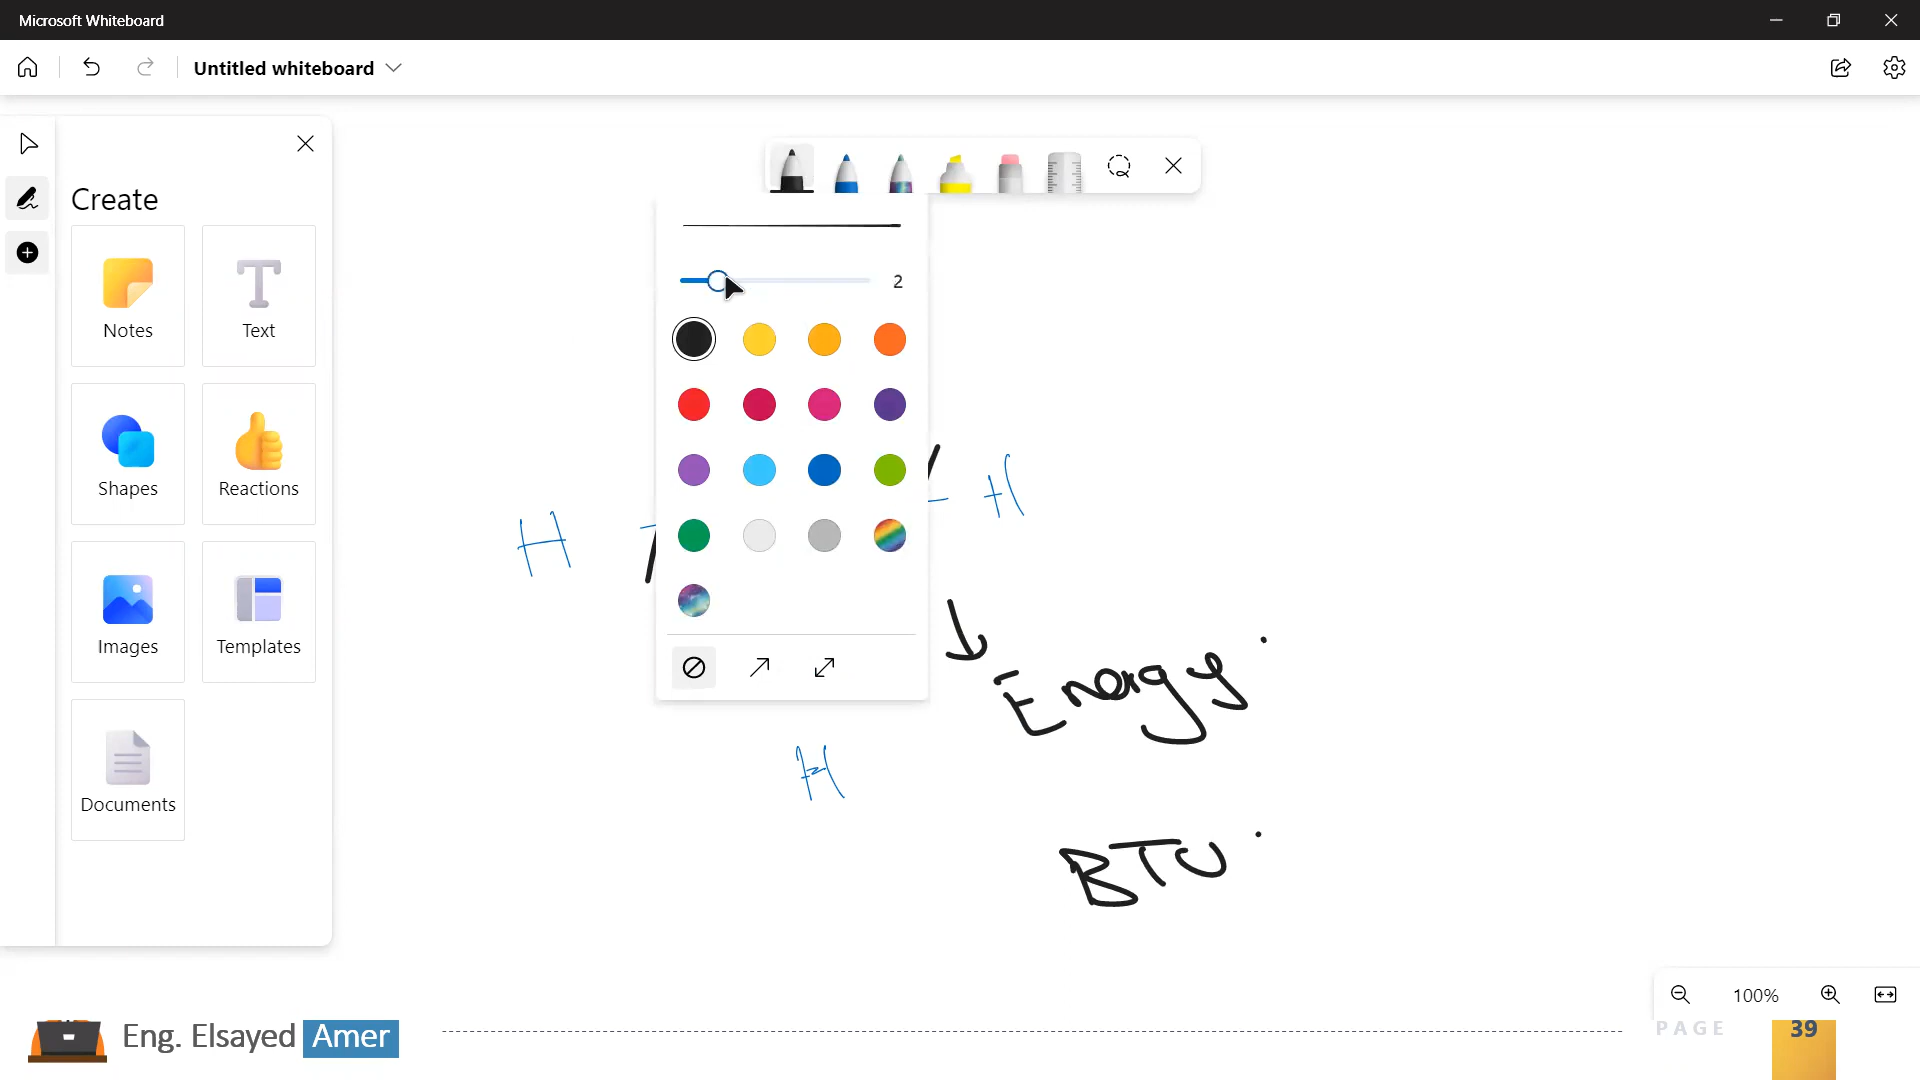 Microsoft Whiteboard
Untitled whiteboard
Create
Notes
Text
2
Shapes
Reactions
H
H
Images
Templates
Energy
H
Documents
BTU
100%
Eng. Elsayed Amer
PAGE
39